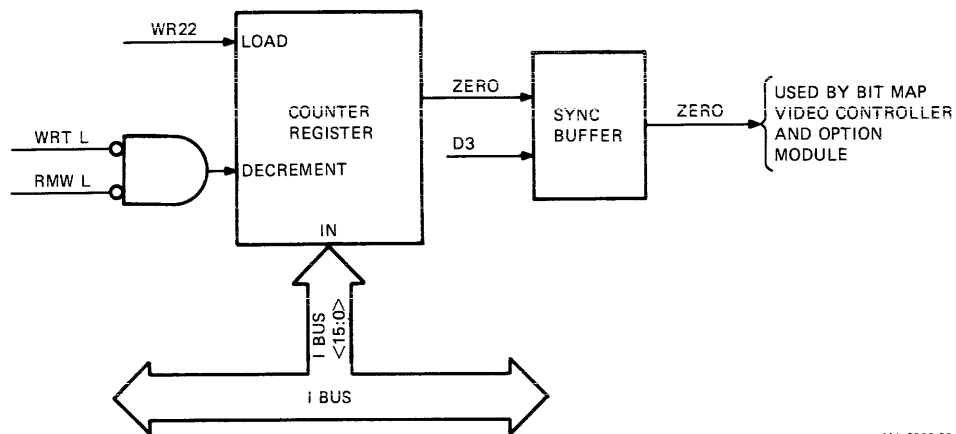 WR22
LOAD
COUNTER
REGISTER
ZERO
D3
SYNC
BUFFER
ZERO
USED BY BIT MAP
VIDEO CONTROLLER
AND OPTION
MODULE
WRT L
RMW L
DECREMENT
IN
I BUS
<15:0>
I BUS